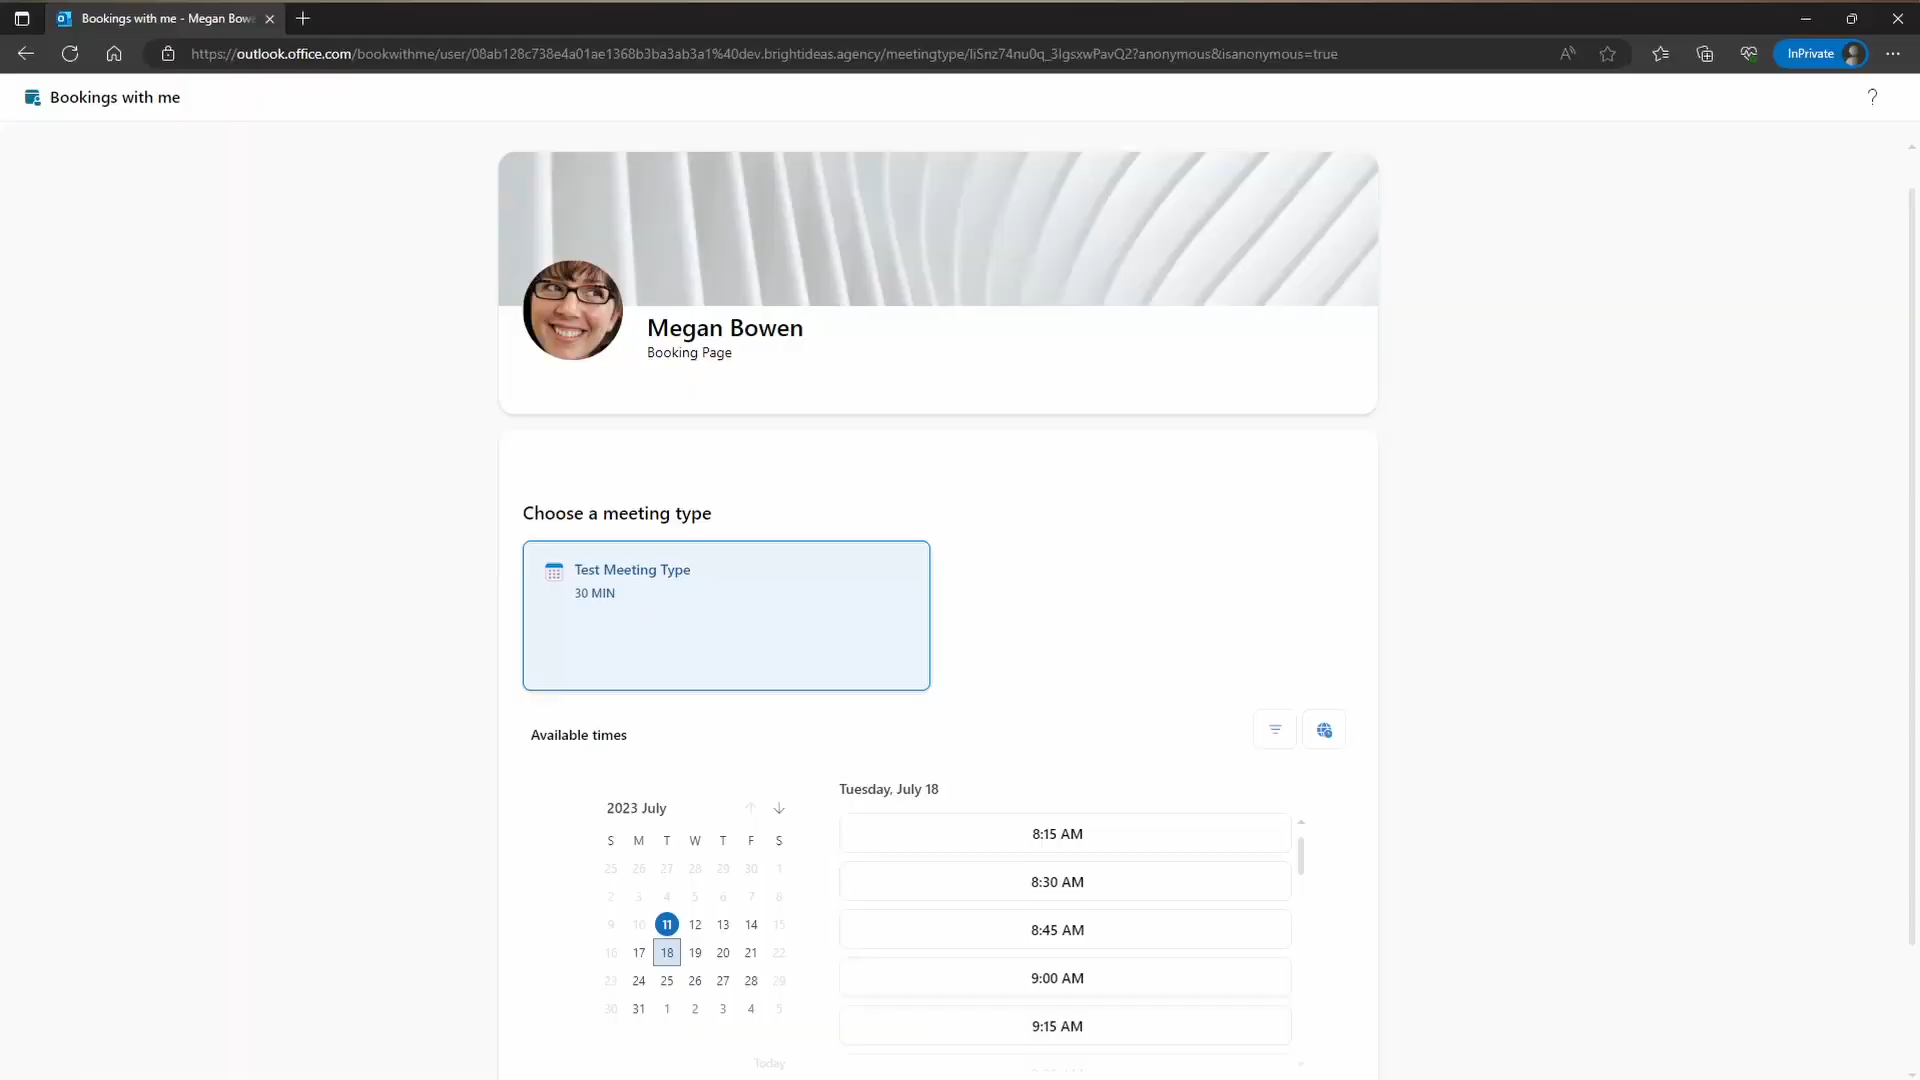 Bookings with me - Megan Bow
https://outlook.office.com/bookwithme/user/08ab128c738e4a01ae1368b3ba3ab3a1%40dev.brightideas.agency/meetingtype/liSnz74nu0q_3lgsxwPavQ2?anonymous&isanonymous=true
InPrivate
Bookings with me
?
Megan Bowen
Booking Page
Choose a meeting type
Test Meeting Type
30 MIN
Available times
2023 July
S M T W T F S
25 26 27 28 29 30 1
2 3 4 5 6 7 8
9 10 11 12 13 14 15
16 17 18 19 20 21 22
23 24 25 26 27 28 29
30 31 1 2 3 4 5
Today
Tuesday, July 18
8:15 AM
8:30 AM
8:45 AM
9:00 AM
9:15 AM